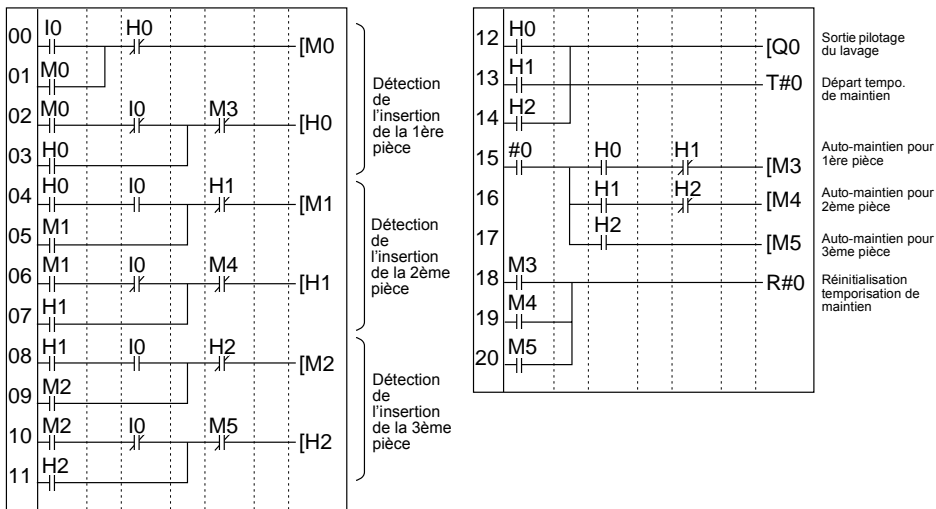 00 I0 H0 [M0
01 M0
02 M0 I0 M3 [H0
03 H0
04 H0 I0 H1 [M1
05 M1
06 M1 I0 M4 [H1
07 H1
08 H1 I0 H2 [M2
09 M2
10 M2 I0 M5 [H2
11 H2
Détection
de
l'insertion
de la 1ère
pièce
Détection
de
l'insertion
de la 2ème
pièce
Détection
de
l'insertion
de la 3ème
pièce
12 H0 [Q0
13 H1 T#0
14 H2
15 #0 H0 H1 [M3
16 H1 H2 [M4
17 H2 [M5
18 M3 R#0
19 M4
20 M5
Sortie pilotage
du lavage
Départ tempo.
de maintien
Auto-maintien pour
1ère pièce
Auto-maintien pour
2ème pièce
Auto-maintien pour
3ème pièce
Réinitialisation
temporisation de
maintien